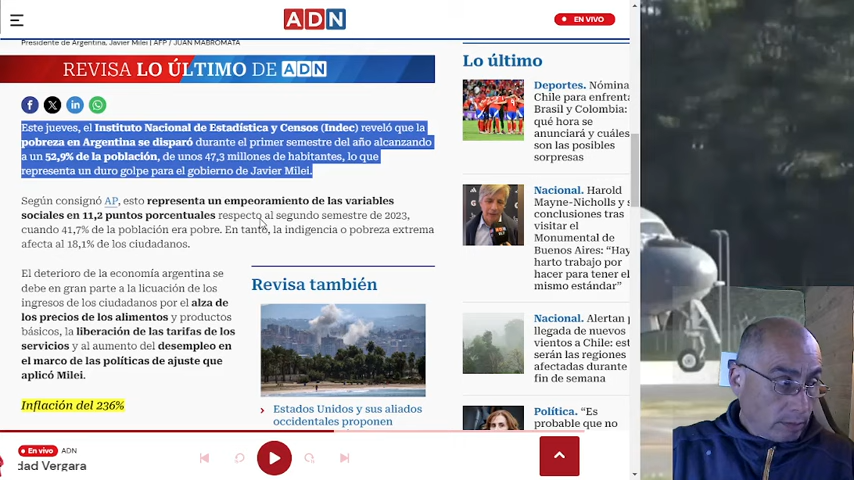 ADN
EN VIVO
Presidente de Argentina, Javier Milei | AFP / JUAN MABROMATA
REVISA LO ÚLTIMO DE ADN
Este jueves, el Instituto Nacional de Estadística y Censos (Indec) reveló que la
pobreza en Argentina se disparó durante el primer semestre del año alcanzando
a un 52,9% de la población, de unos 47,3 millones de habitantes, lo que
representa un duro golpe para el gobierno de Javier Milei.
Según consignó AP, esto representa un empeoramiento de las variables
sociales en 11,2 puntos porcentuales respecto al segundo semestre de 2023,
cuando 41,7% de la población era pobre. En tanto, la indigencia o pobreza extrema
afecta al 18,1% de los ciudadanos.
El deterioro de la economía argentina se
debe en gran parte a la licuación de los
ingresos de los ciudadanos por el alza de
los precios de los alimentos y productos
básicos, la liberación de las tarifas de los
servicios y al aumento del desempleo en
el marco de las políticas de ajuste que
aplicó Milei.
Inflación del 236%
Revisa también
Estados Unidos y sus aliados
occidentales proponen
Lo último
Deportes. Nómina
Chile para enfrenta
Brasil y Colombia:
qué hora se
anunciará y cuáles
son las posibles
sorpresas
Nacional. Harold
Mayne-Nicholls y s
conclusiones tras
visitar el
Monumental de
Buenos Aires: “Hay
harto trabajo por
hacer para tener el
mismo estándar”
Nacional. Alertan p
llegada de nuevos
vientos a Chile: est
serán las regiones
afectadas durante
fin de semana
Política. “Es
probable que no
En vivo ADN
dad Vergara